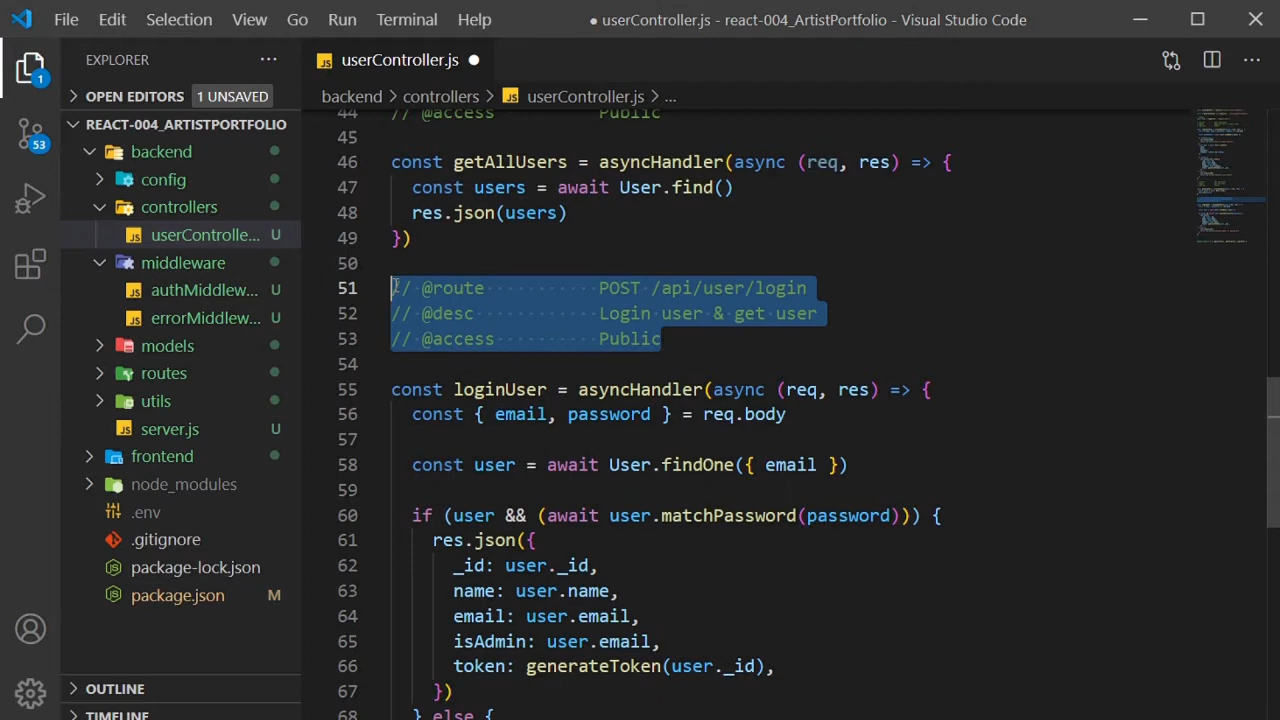 File Edit Selection View Go Run Terminal Help ● userController.js - react-004_ArtistPortfolio - Visual Studio Code
EXPLORER ···
JS userController.js ●
OPEN EDITORS 1 UNSAVED
backend > controllers > JS userController.js > ...
1
53
REACT-004_ARTISTPORTFOLIO
backend
config
controllers
JS userControlle... U
middleware
JS authMiddlew... U
JS errorMiddlew... U
models
routes
utils
JS server.js U
frontend
node_modules
.env
.gitignore
package-lock.json
package.json M
OUTLINE
TIMELINE
44 // @access Public
45
46 const getAllUsers = asyncHandler(async (req, res) => {
47 const users = await User.find()
48 res.json(users)
49 })
50
51 // @route POST /api/user/login
52 // @desc Login user & get user
53 // @access Public
54
55 const loginUser = asyncHandler(async (req, res) => {
56 const { email, password } = req.body
57
58 const user = await User.findOne({ email })
59
60 if (user && (await user.matchPassword(password))) {
61 res.json({
62 _id: user._id,
63 name: user.name,
64 email: user.email,
65 isAdmin: user.email,
66 token: generateToken(user._id),
67 })
68 } else {